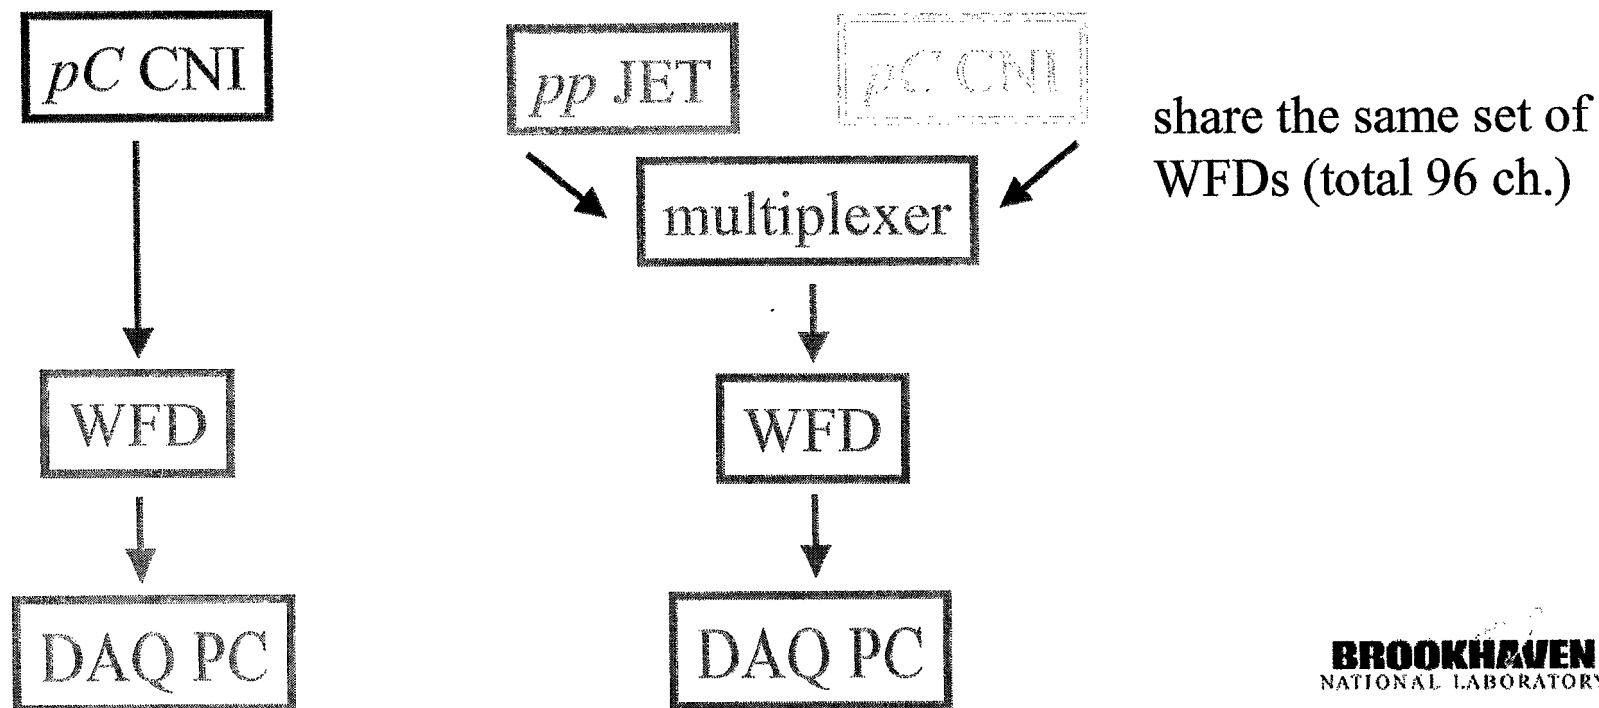 pC CNI
pp JET
pC CNI
share the same set of
WFDs (total 96 ch.)
multiplexer
WFD
WFD
DAQ PC
DAQ PC
BROOKHAVEN
NATIONAL LABORATORY